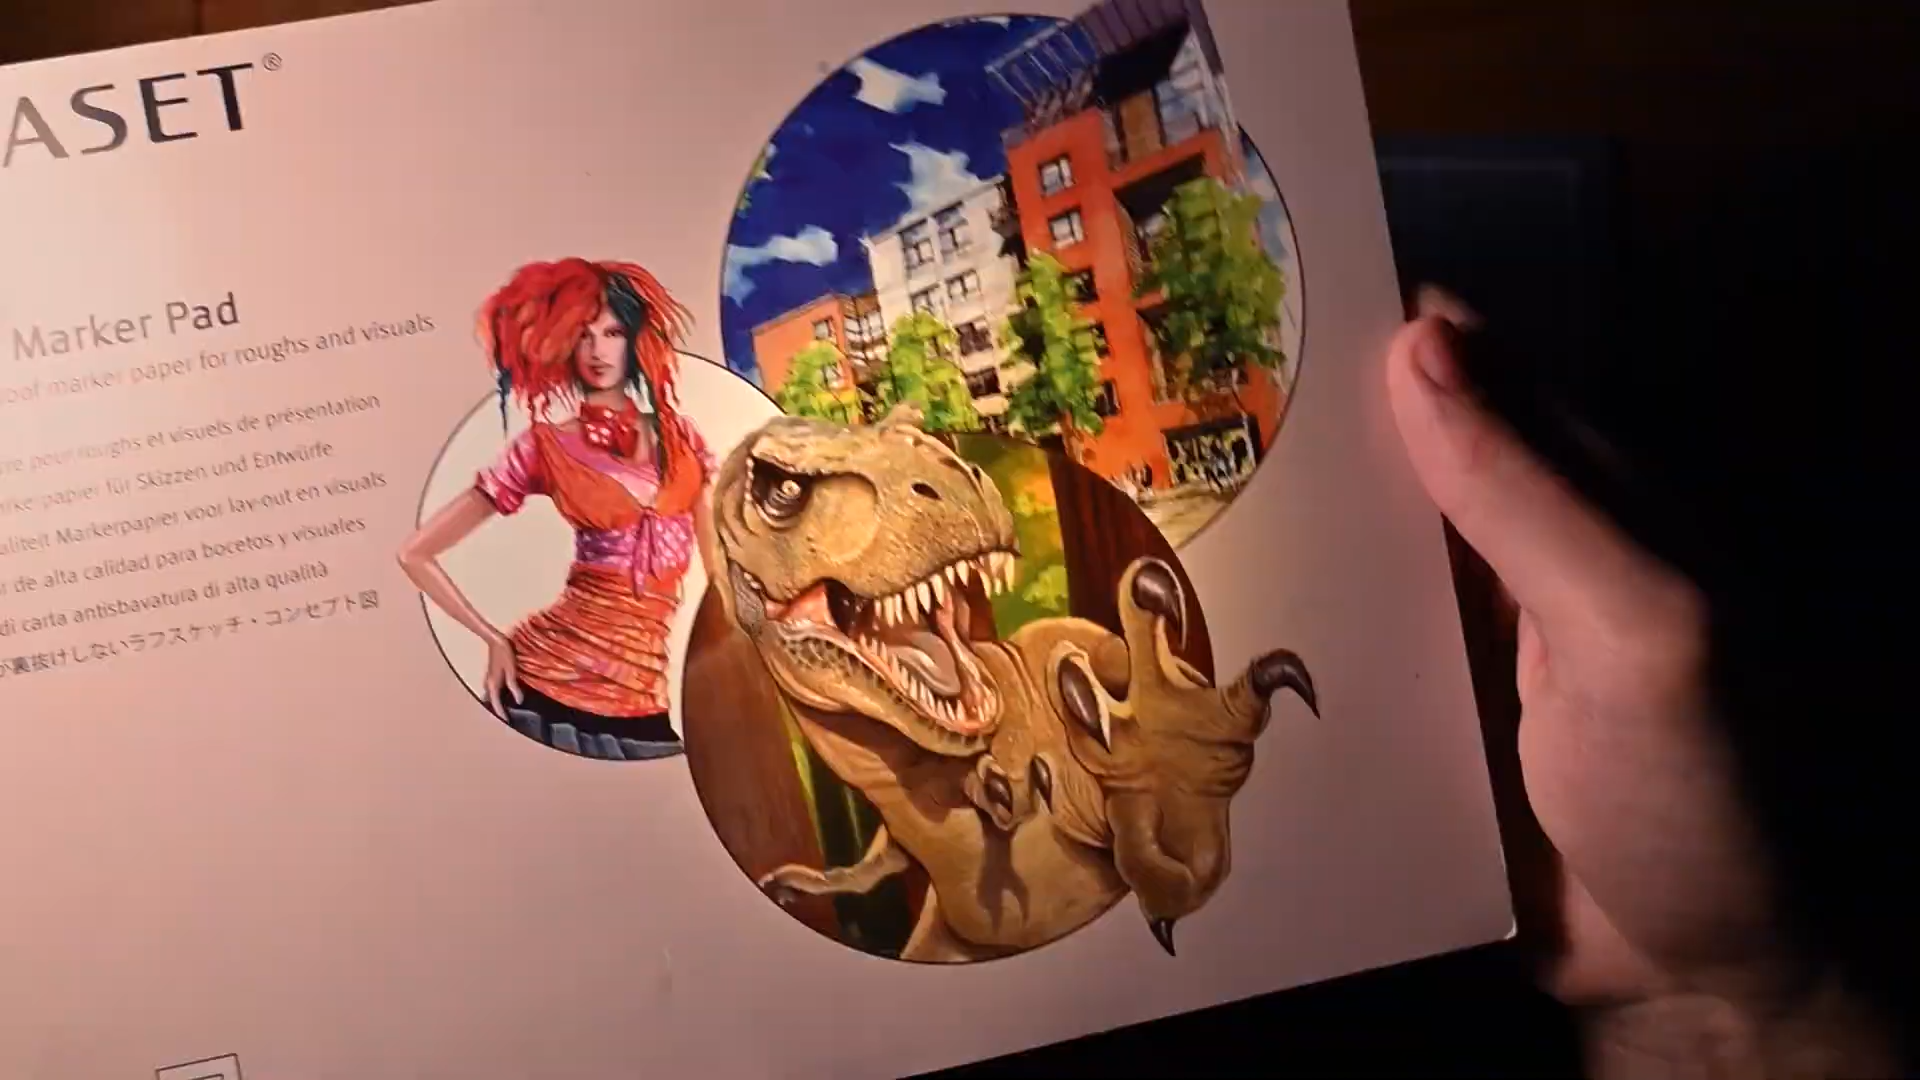 ASET®
Marker Pad
oof marker paper for roughs and visuals
re pour roughs et visuels de présentation
rke papier für Skizzen und Entwürfe
aliteit Markerpapier voor lay-out en visuals
l de alta calidad para bocetos y visuales
di carta antisbavatura di alta qualità
が裏抜けしないラフスケッチ・コンセプト図